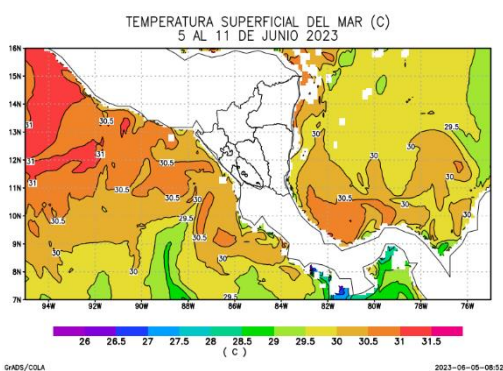 TEMPERATURA SUPERFICIAL DEL MAR (C)
5 AL 11 DE JUNIO 2023
16N
15N
14N
13N
12N
11N
10N
9N
8N
7N
31
30.5
30
29.5
31
31
30.5
30.5
30
30
30
30.5
30
29.5
30.5
30.5
30
30
30
29.5
94W 92W 90W 88W 86W 84W 82W 80W 78W 76W
26 26.5 27 27.5 28 28.5 29 29.5 30 30.5 31 31.5
(C)
GrADS/COLA
2023-06-05-08:52